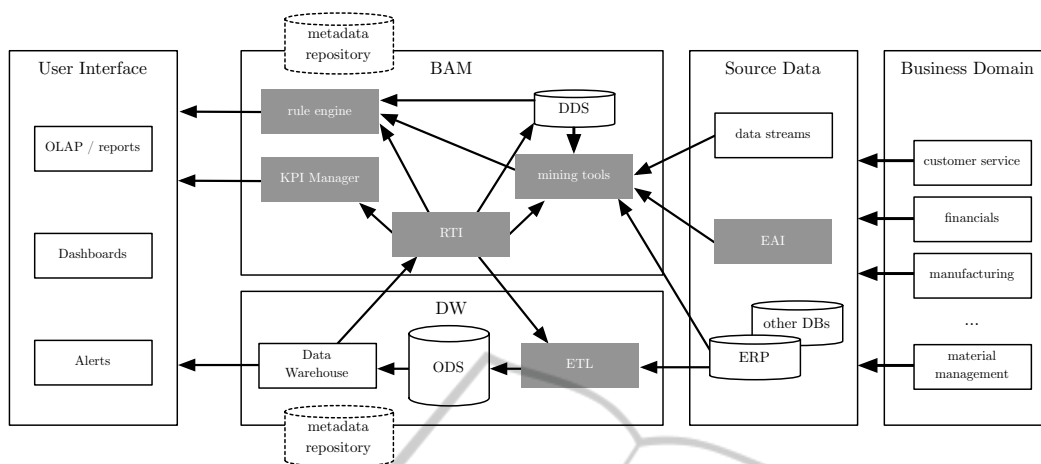 metadata
repository
User Interface
BAM
Source Data
Business Domain
rule engine
DDS
data streams
OLAP / reports
customer service
KPI Manager
mining tools
financials
RTI
EAI
Dashboards
manufacturing
DW
other DBs
...
Alerts
Data
Warehouse
ODS
ETL
ERP
material
management
metadata
repository